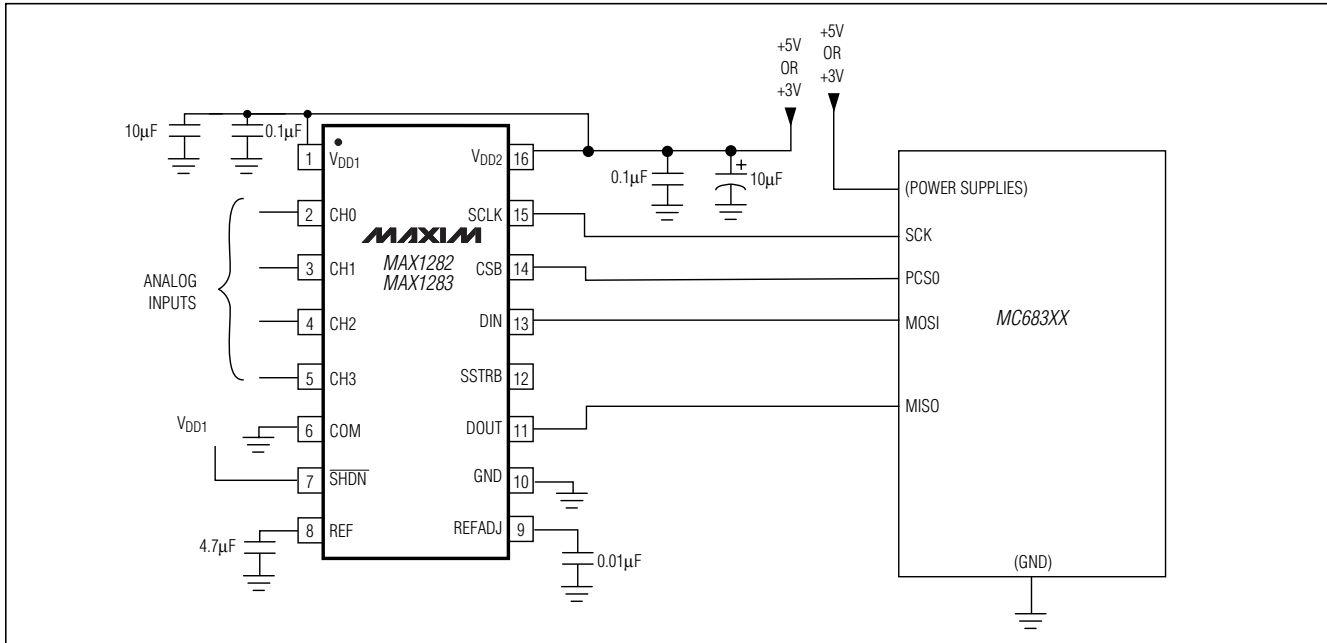 +5V
OR
+3V
+5V
OR
+3V
10µF
0.1µF
1
VDD1
VDD2
16
0.1µF
+
10µF
(POWER SUPPLIES)
2
CH0
SCLK
15
SCK
MAXIM
MAX1282
MAX1283
3
CH1
CSB
14
PCS0
ANALOG
INPUTS
4
CH2
DIN
13
MOSI
MC683XX
5
CH3
SSTRB
12
VDD1
6
COM
DOUT
11
MISO
7
SHDN
GND
10
8
REF
REFADJ
9
4.7µF
0.01µF
(GND)